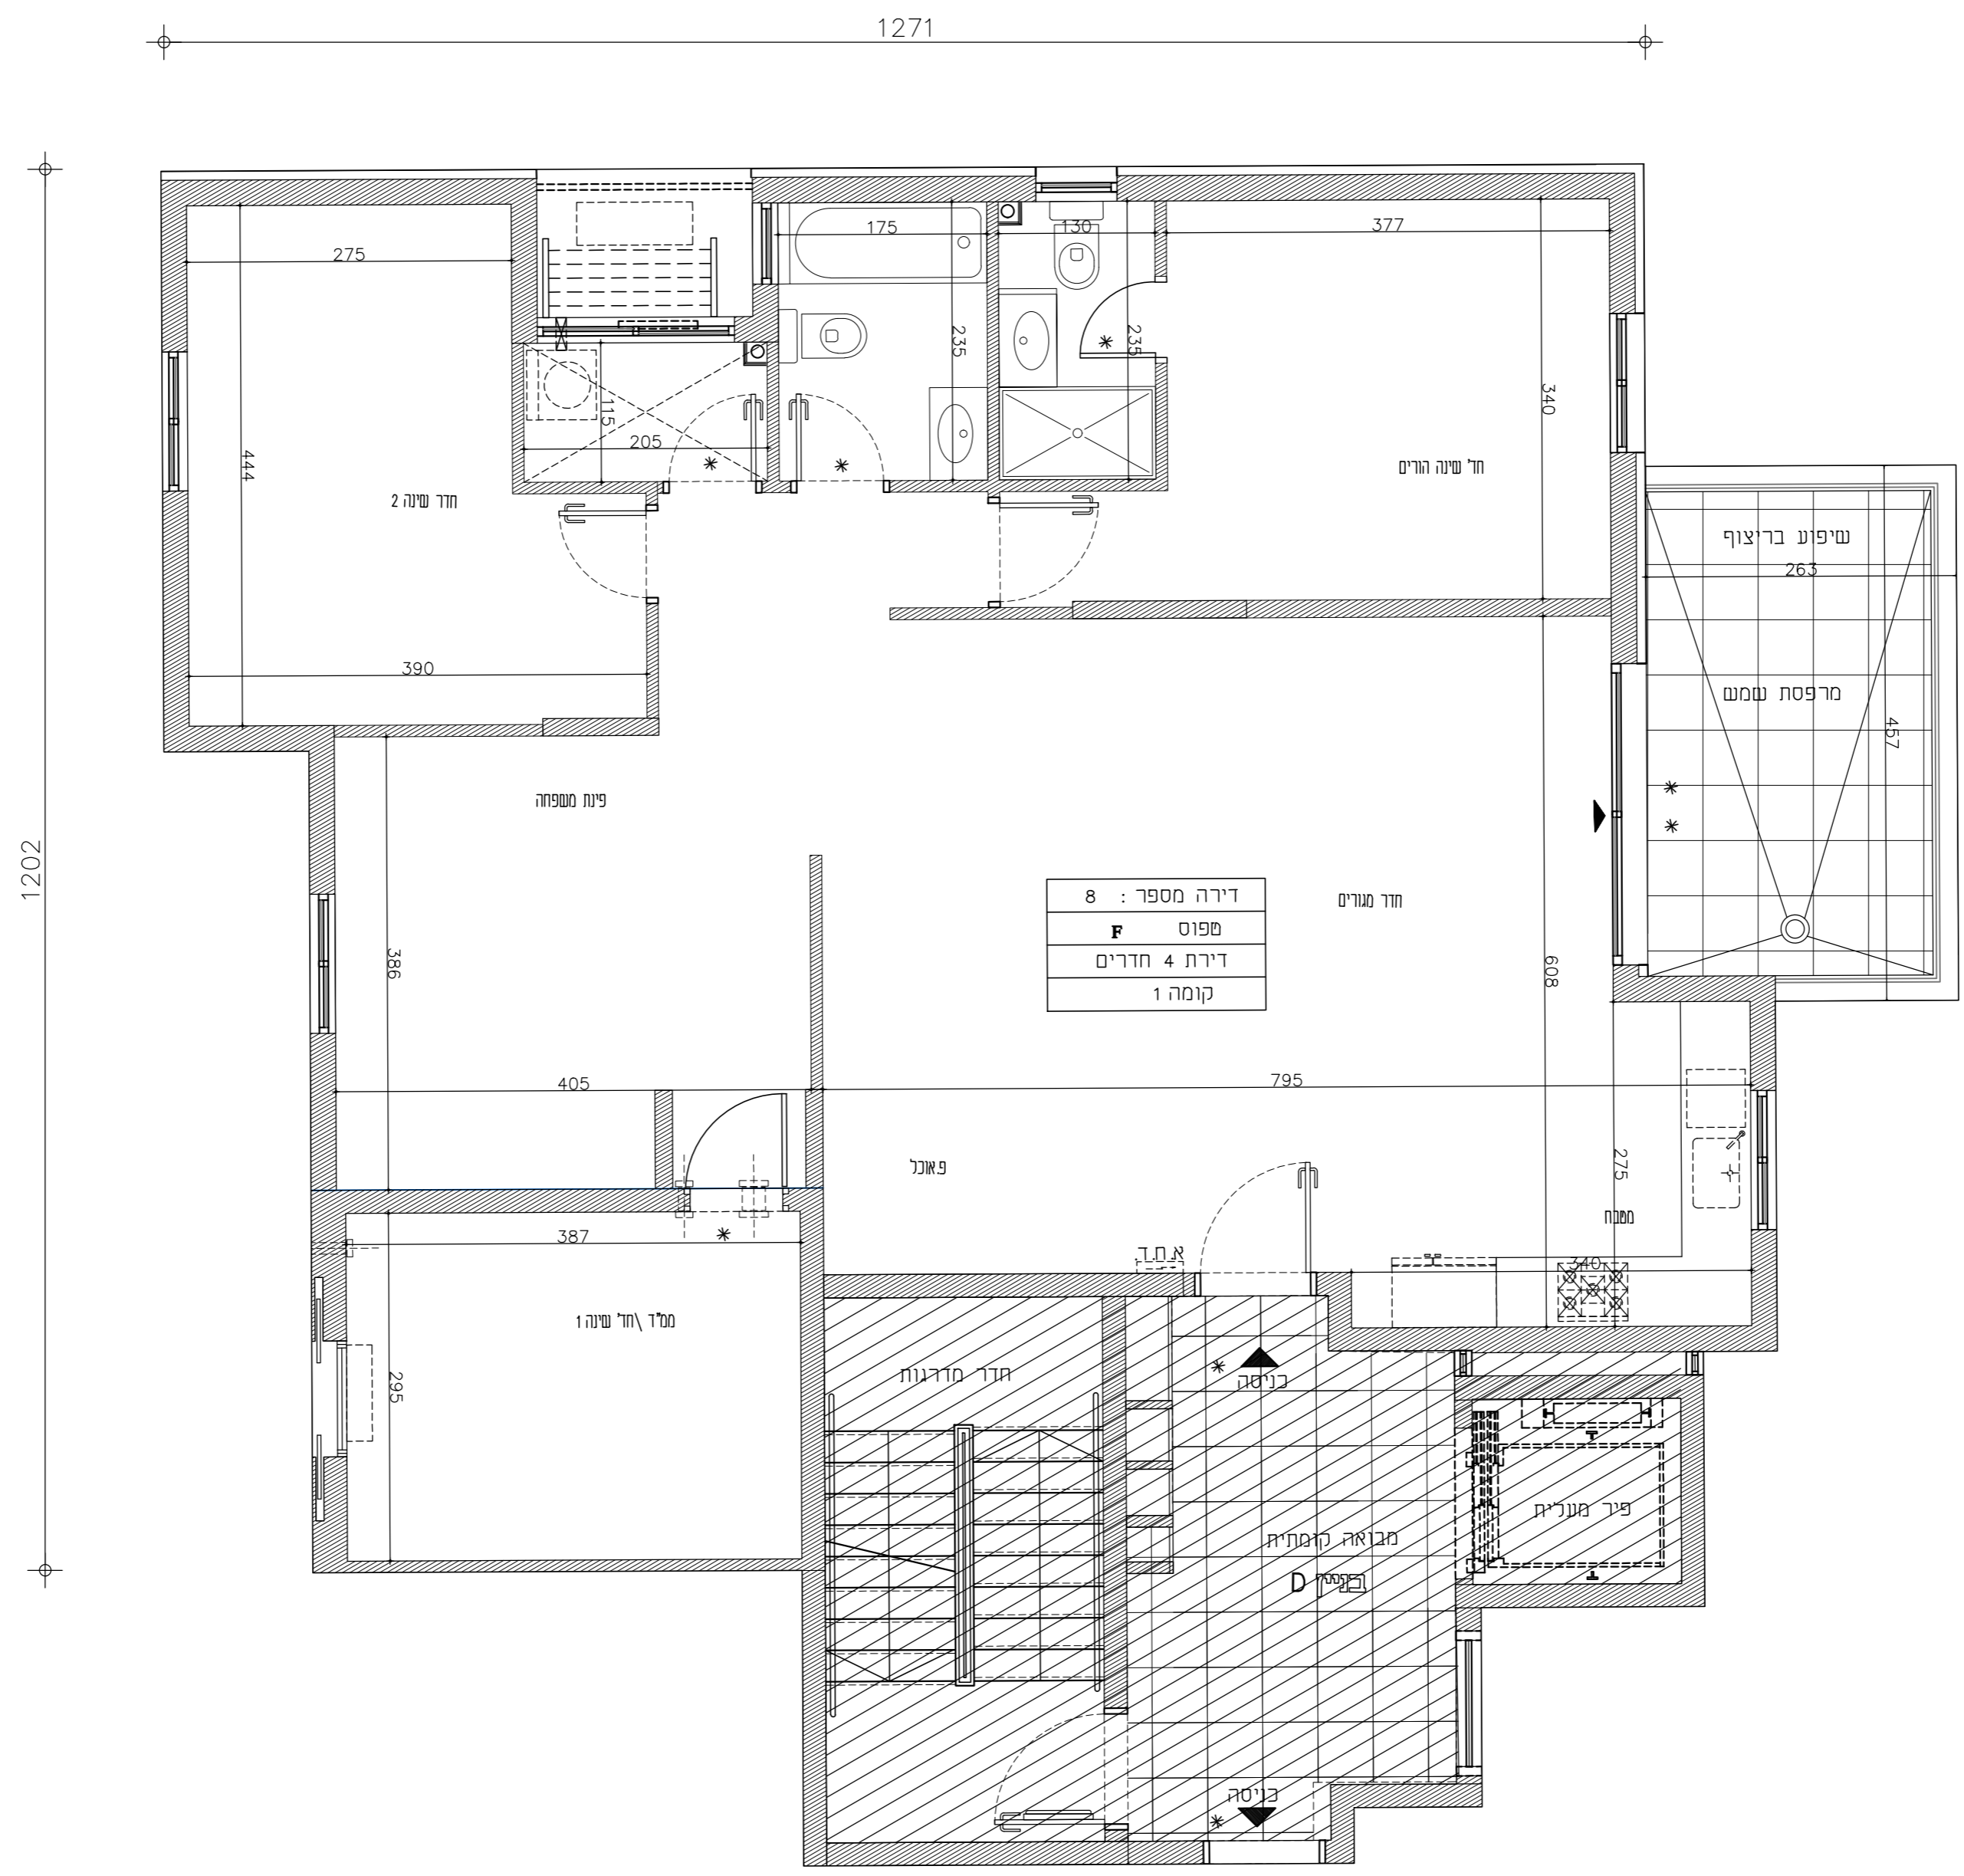 1271
1202
275
175
130
377
235
235
340
444
115
205
חד' שינה הורים
חדר שינה 2
שיפוע בריצוף
263
390
מרפסת שמש
457
פינת משפחה
דירה מספר : 8
טפוס F
דירת 4 חדרים
קומה 1
חדר מגורים
386
608
405
795
פ.אוכל
275
מטבח
387
א.ח.ד.
340
ממ"ד \חד' שינה 1
295
חדר מדרגות
כניסה
פיר מעלית
מבואה קומתית
בניין D
כניסה